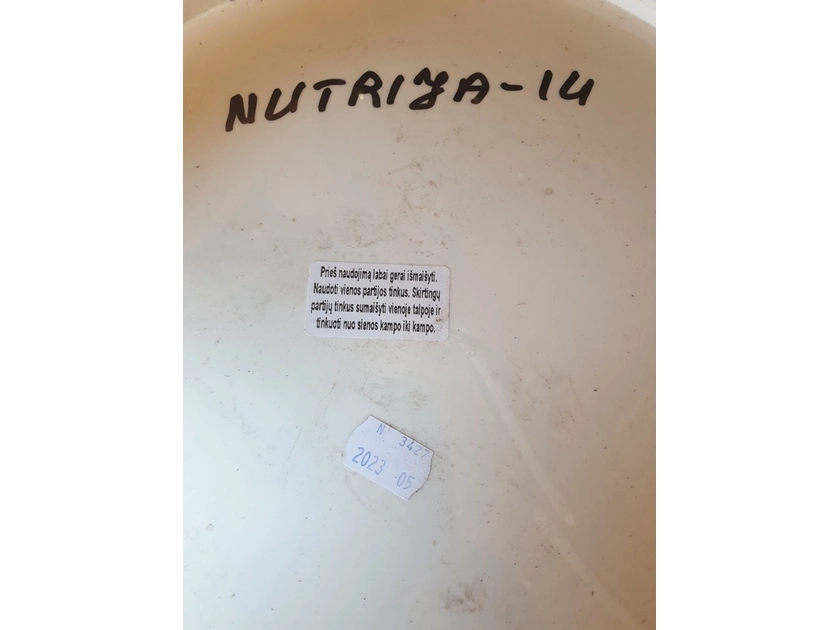 NUTRIJA-14
Prieš naudojimą labai gerai išmaišyti.
Naudoti vienos partijos tinkus. Skirtingų
partijų tinkus sumaišyti vienoje talpoje ir
tinkuoti nuo sienos kampo iki kampo.
N. 3427
2023 .05